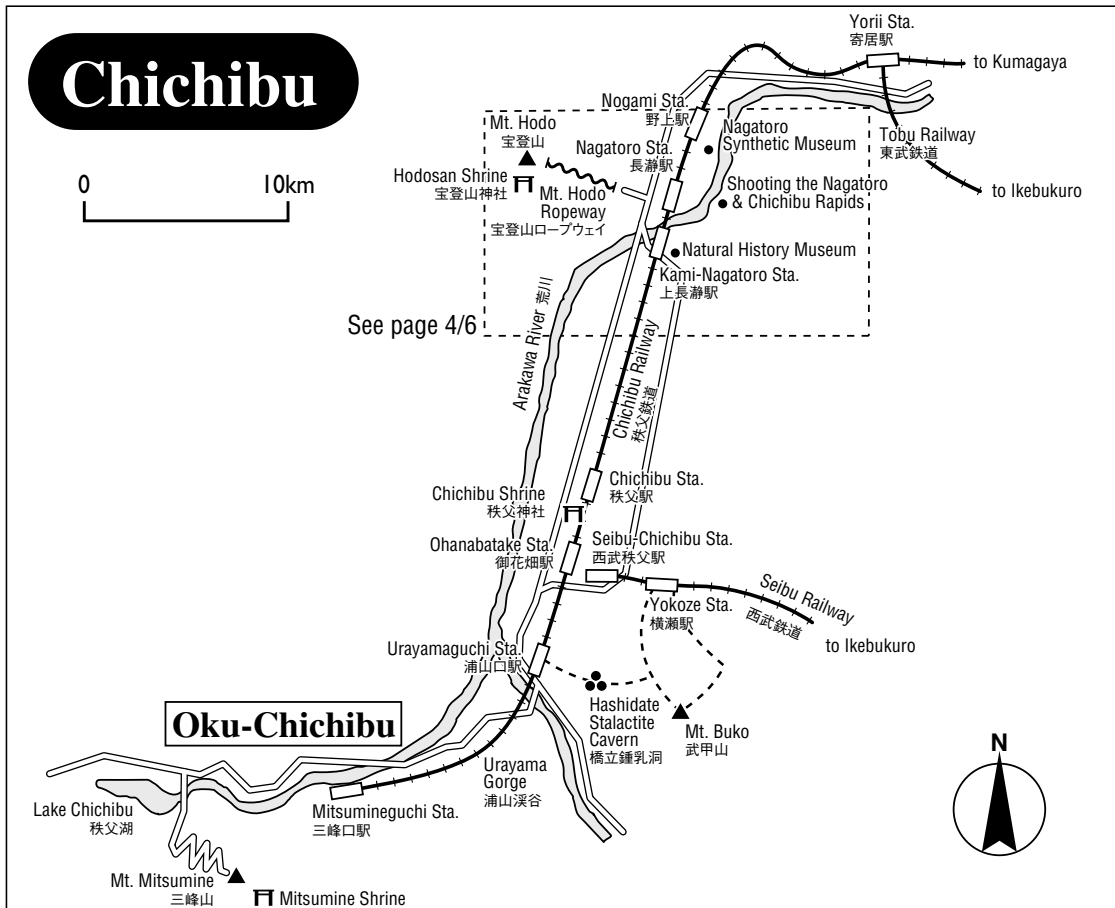 Chichibu
0
10km
Yorii Sta.
寄居駅
to Kumagaya
Tobu Railway
東武鉄道
to Ikebukuro
Nogami Sta.
野上駅
Nagatoro
Synthetic Museum
Nagatoro Sta.
長瀞駅
Mt. Hodo
宝登山
Hodosan Shrine
宝登山神社
Mt. Hodo
Ropeway
宝登山ロープウェイ
Shooting the Nagatoro
& Chichibu Rapids
Natural History Museum
Kami-Nagatoro Sta.
上長瀞駅
See page 4/6
Arakawa River 荒川
Chichibu Railway
秩父鉄道
Chichibu Sta.
秩父駅
Chichibu Shrine
秩父神社
Ohanabatake Sta.
御花畑駅
Seibu-Chichibu Sta.
西武秩父駅
Yokoze Sta.
横瀬駅
Seibu Railway
西武鉄道
to Ikebukuro
Urayamaguchi Sta.
浦山口駅
Hashidate
Stalactite
Cavern
橋立鍾乳洞
Mt. Buko
武甲山
Oku-Chichibu
Urayama
Gorge
浦山渓谷
Lake Chichibu
秩父湖
Mitsumineguchi Sta.
三峰口駅
Mt. Mitsumine
三峰山
Mitsumine Shrine
N